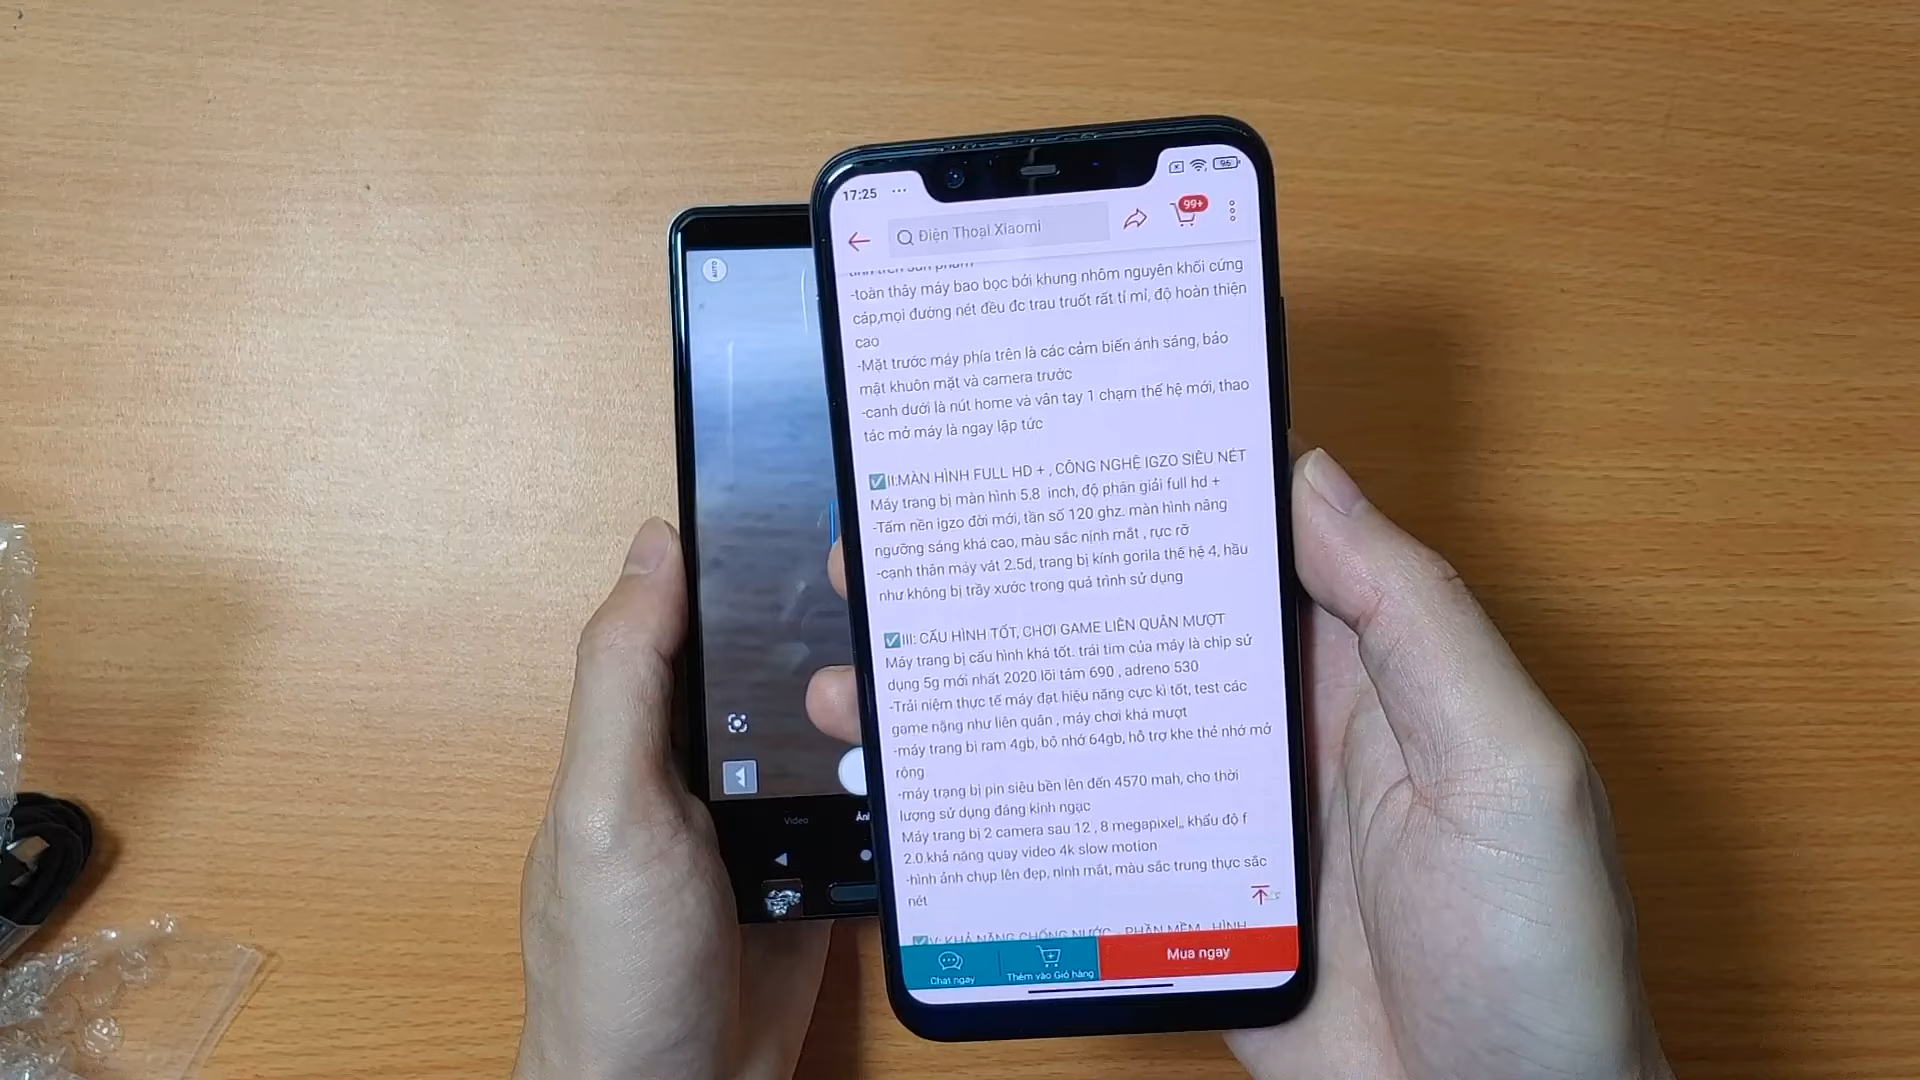 17:25 ...
96
Điện Thoại Xiaomi
99+
-toàn thây máy bao bọc bởi khung nhôm nguyên khối cứng
cáp,mọi đường nét đều đc trau truốt rất tỉ mỉ, độ hoàn thiện
cao
-Mặt trước máy phía trên là các cảm biến ánh sáng, bảo
mật khuôn mặt và camera trước
-canh dưới là nút home và vân tay 1 chạm thế hệ mới, thao
tác mở máy là ngay lập tức
✅II:MÀN HÌNH FULL HD + , CÔNG NGHỆ IGZO SIÊU NÉT
Máy trang bị màn hình 5.8 inch, độ phân giải full hd +
-Tấm nền igzo đời mới, tần số 120 ghz. màn hình nâng
ngưỡng sáng khá cao, màu sắc nịnh mắt , rực rỡ
-cạnh thân máy vát 2.5d, trang bị kính gorila thế hệ 4, hầu
như không bị trầy xước trong quá trình sử dụng
✅III: CẤU HÌNH TỐT, CHƠI GAME LIÊN QUÂN MƯỢT
Máy trang bị cấu hình khá tốt. trái tim của máy là chip sử
dụng 5g mới nhất 2020 lõi tám 690 , adreno 530
-Trải niệm thực tế máy đạt hiệu năng cực kì tốt, test các
game nặng như liên quân , máy chơi khá mượt
-máy trang bị ram 4gb, bộ nhớ 64gb, hỗ trợ khe thẻ nhớ mở
rộng
-máy trang bị pin siêu bền lên đến 4570 mah, cho thời
lượng sử dụng đáng kinh ngạc
Máy trang bị 2 camera sau 12 , 8 megapixel,, khẩu độ f
2.0.khả năng quay video 4k slow motion
-hình ảnh chụp lên đẹp, nịnh mắt, màu sắc trung thực sắc
nét
✅V: KHẢ NĂNG CHỐNG NƯỚC , PHẦN MỀM , HÌNH
Chat ngay
Thêm vào Giỏ hàng
Mua ngay
AUTO
Video